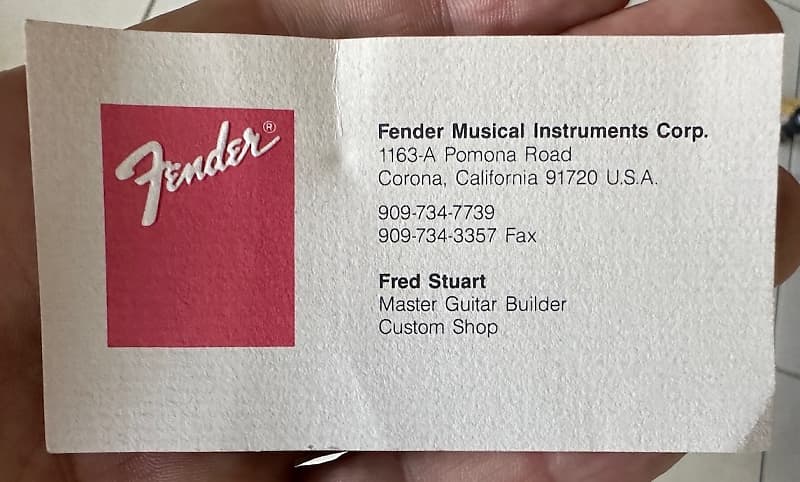 Fender®
Fender Musical Instruments Corp.
1163-A Pomona Road
Corona, California 91720 U.S.A.
909-734-7739
909-734-3357 Fax
Fred Stuart
Master Guitar Builder
Custom Shop